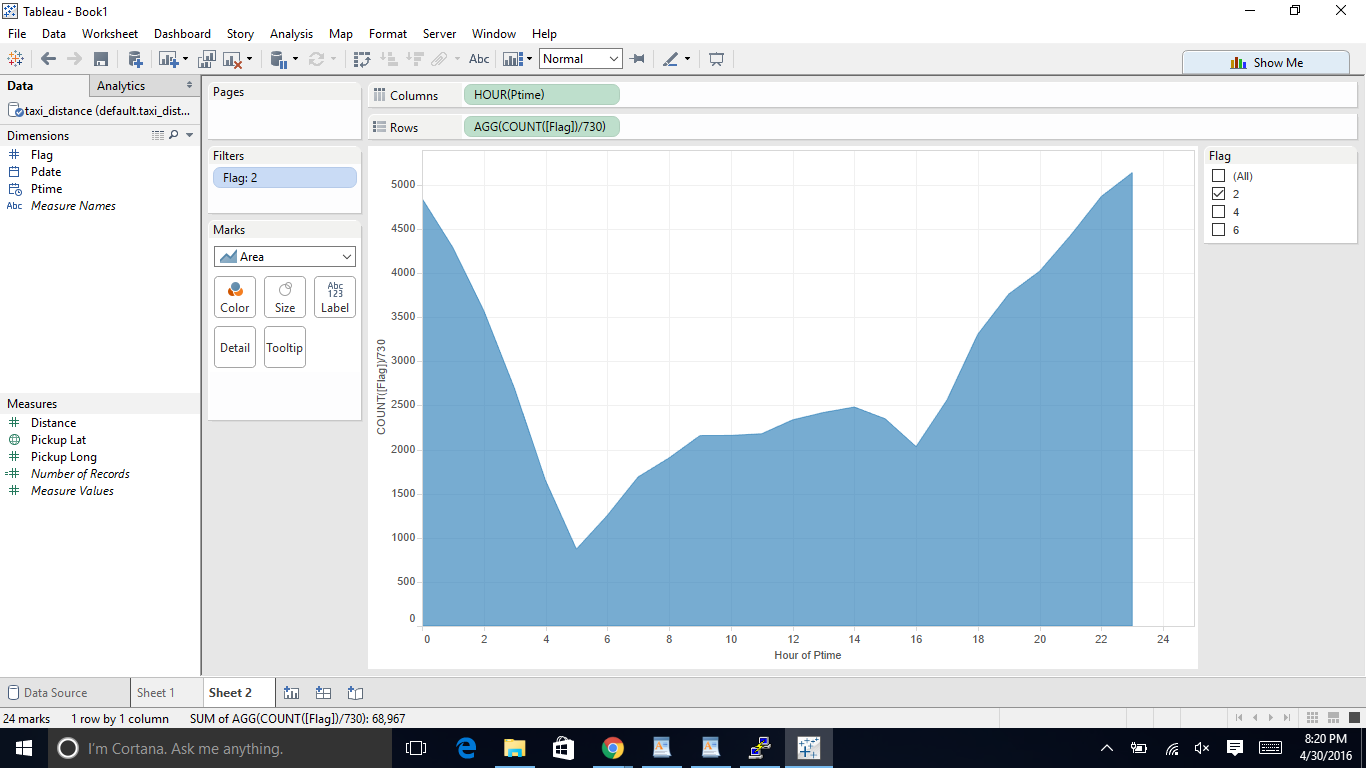 Tableau - Book1
File Data Worksheet Dashboard Story Analysis Map Format Server Window Help
Abc Normal Show Me
Data Analytics
taxi_distance (default.taxi_dist...
Dimensions
Flag
Pdate
Ptime
Abc Measure Names
Measures
Distance
Pickup Lat
Pickup Long
Number of Records
Measure Values
Pages
Filters
Flag: 2
Marks
Area
Color Size Abc 123 Label
Detail Tooltip
Columns HOUR(Ptime)
Rows AGG(COUNT([Flag])/730)
COUNT([Flag])/730
5000
4500
4000
3500
3000
2500
2000
1500
1000
500
0
0 2 4 6 8 10 12 14 16 18 20 22 24
Hour of Ptime
Flag
(All)
2
4
6
Data Source Sheet 1 Sheet 2
24 marks 1 row by 1 column SUM of AGG(COUNT([Flag])/730): 68,967
I'm Cortana. Ask me anything.
8:20 PM
4/30/2016